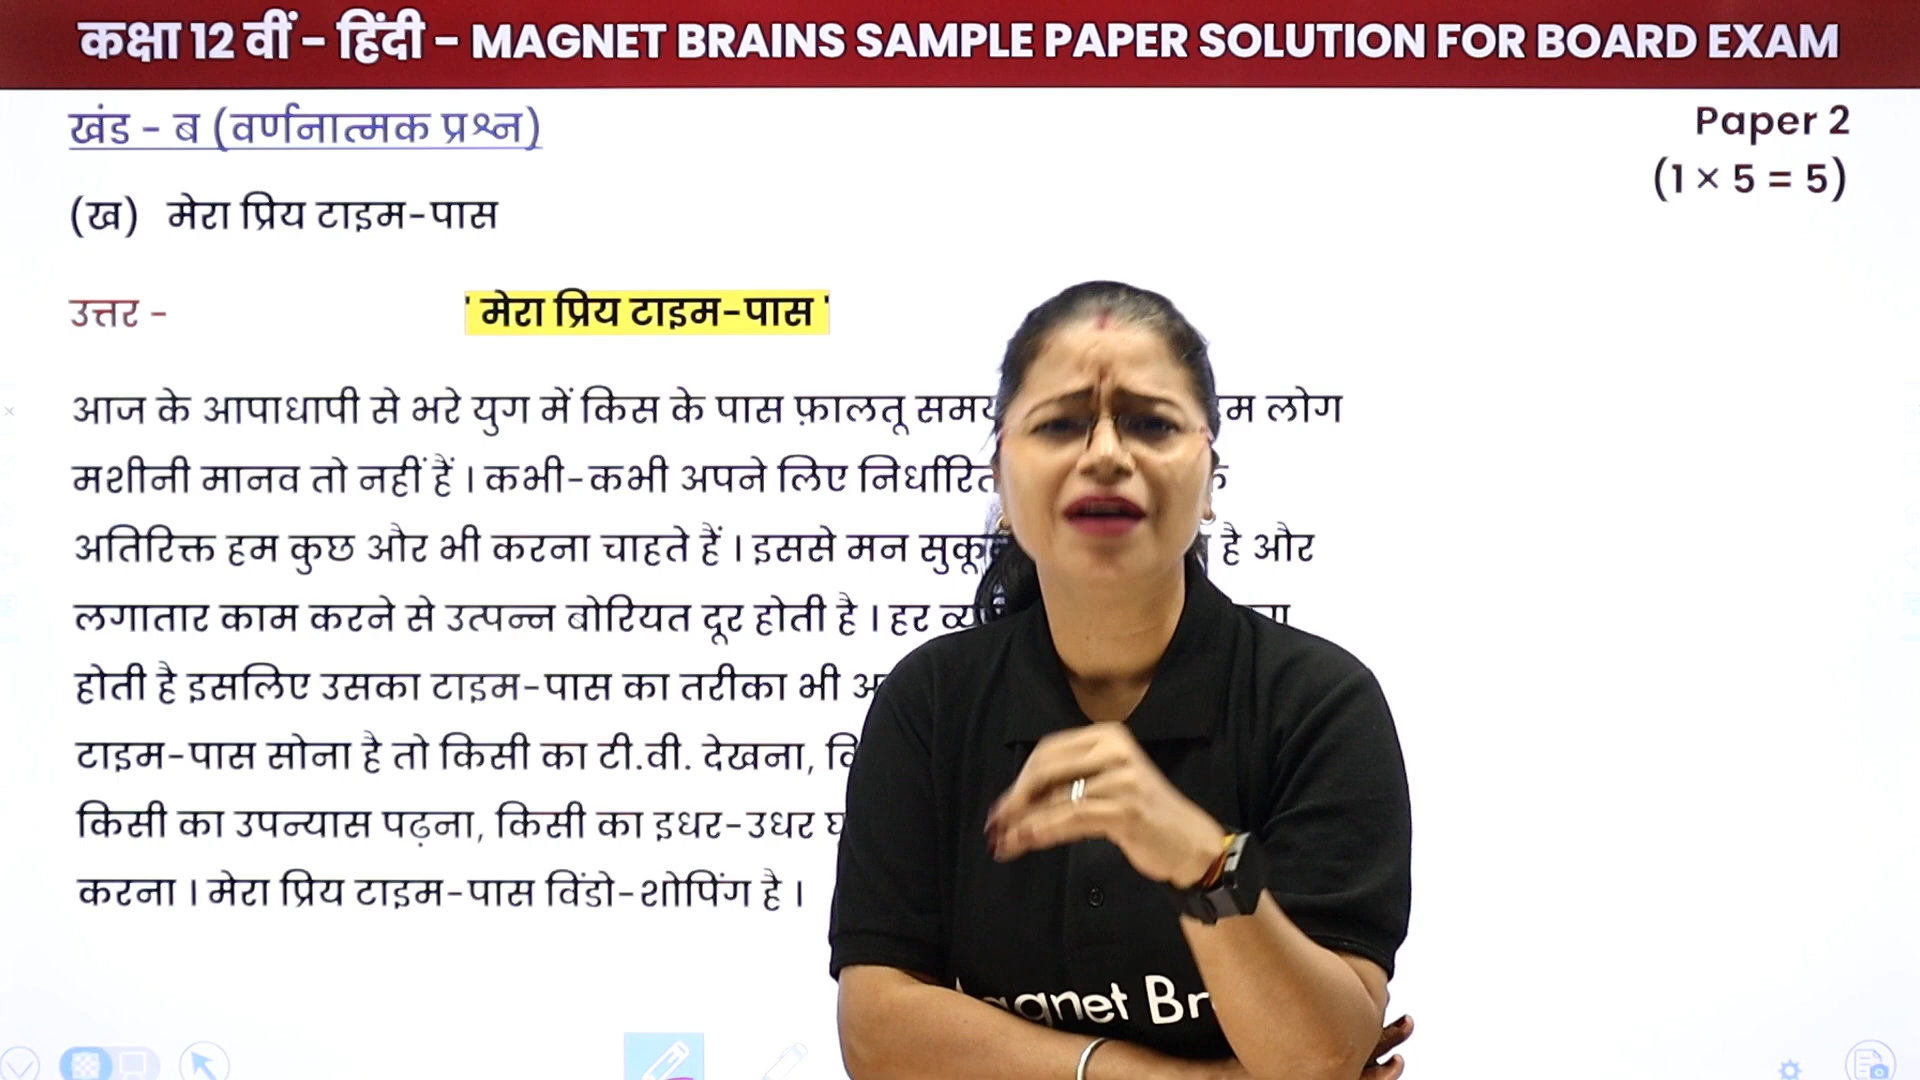 कक्षा 12 वीं - हिंदी - MAGNET BRAINS SAMPLE PAPER SOLUTION FOR BOARD EXAM
खंड - ब (वर्णनात्मक प्रश्न)
Paper 2
(1 × 5 = 5)
(ख) मेरा प्रिय टाइम-पास
उत्तर -
' मेरा प्रिय टाइम-पास '
आज के आपाधापी से भरे युग में किस के पास फ़ालतू लोग
मशीनी मानव तो नहीं हैं । कभी-कभी अपने लिए
अतिरिक्त हम कुछ और भी करना चाहते हैं । इससे मन है और
लगातार काम करने से उत्पन्न बोरियत दूर होती है । हर
होती है इसलिए उसका टाइम-पास का तरीका भी
टाइम-पास सोना है तो किसी का टी.वी. देखना,
किसी का उपन्यास पढ़ना, किसी का इधर-उधर
करना । मेरा प्रिय टाइम-पास विंडो-शोपिंग है ।